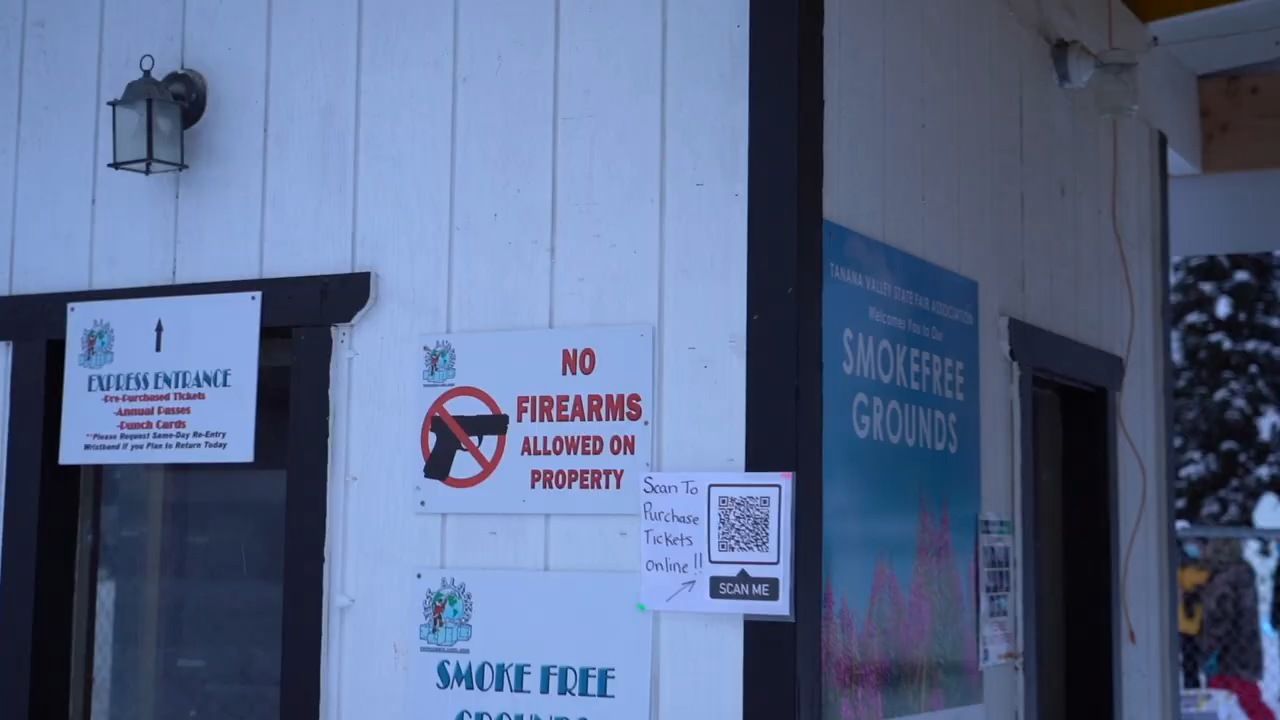 EXPRESS ENTRANCE
-Pre-Purchased Tickets
-Annual Passes
-Punch Cards
**Please Request Same-Day Re-Entry
Wristband if you Plan to Return Today
NO
FIREARMS
ALLOWED ON
PROPERTY
Scan To
Purchase
Tickets
online!!
SCAN ME
SMOKE FREE
GROUNDS
TANANA VALLEY STATE FAIR ASSOCIATION
Welcomes You to Our
SMOKEFREE
GROUNDS